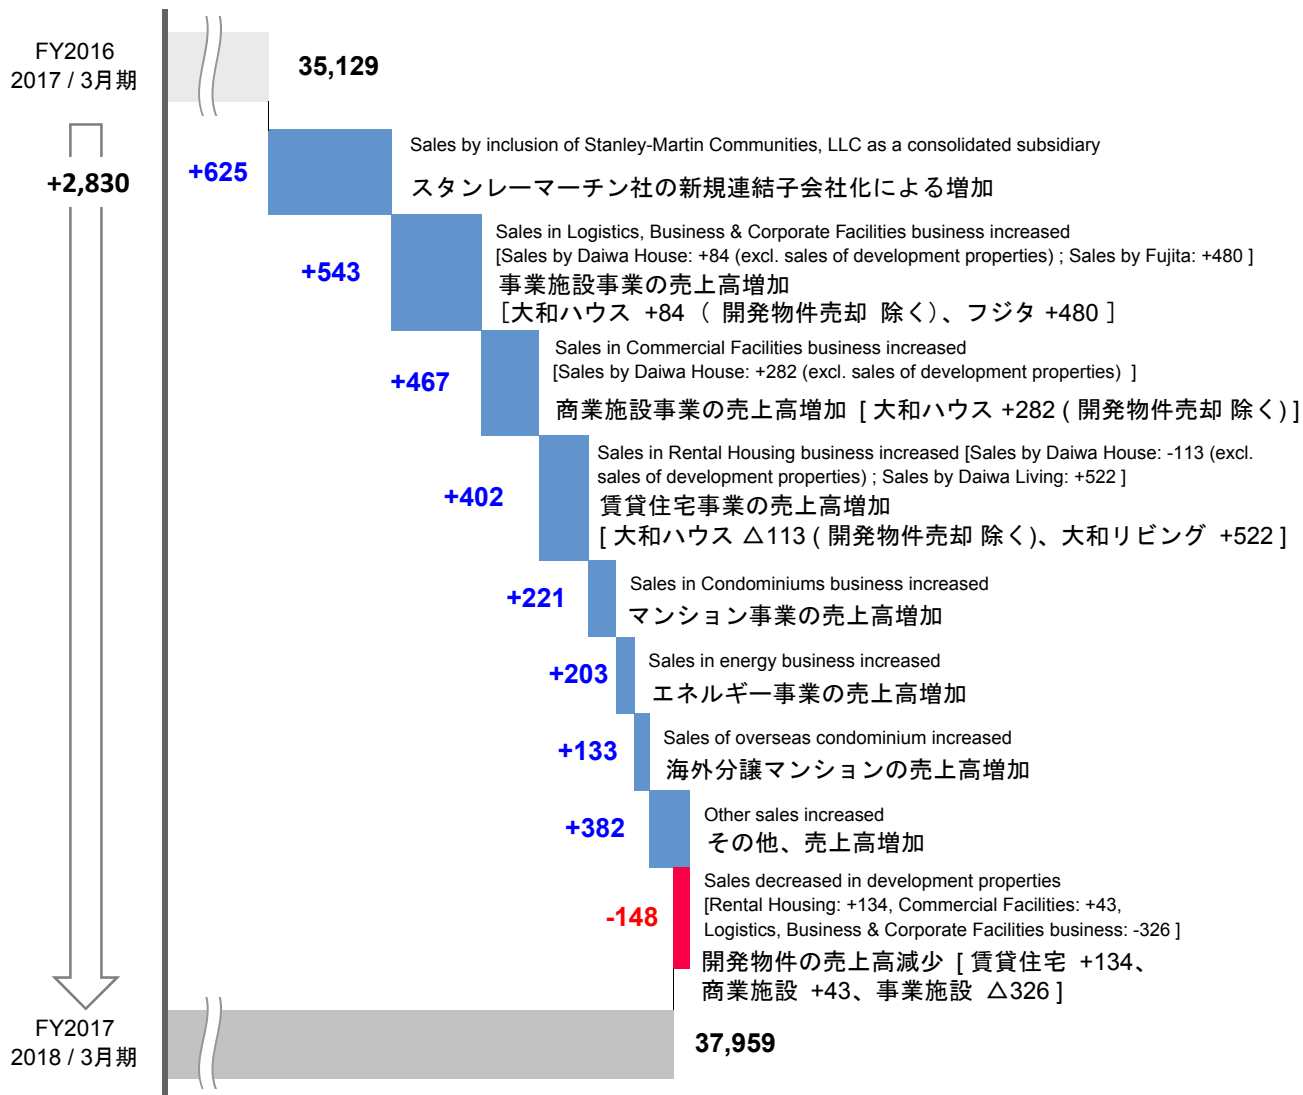 FY2016
2017 / 3月期
35,129
+2,830
+625
Sales by inclusion of Stanley-Martin Communities, LLC as a consolidated subsidiary
スタンレーマーチン社の新規連結子会社化による増加
+543
Sales in Logistics, Business & Corporate Facilities business increased
[Sales by Daiwa House: +84 (excl. sales of development properties) ; Sales by Fujita: +480 ]
事業施設事業の売上高増加
［大和ハウス +84（ 開発物件売却 除く）、フジタ +480 ］
+467
Sales in Commercial Facilities business increased
[Sales by Daiwa House: +282 (excl. sales of development properties) ]
商業施設事業の売上高増加 [ 大和ハウス +282 ( 開発物件売却 除く) ]
+402
Sales in Rental Housing business increased [Sales by Daiwa House: -113 (excl.
sales of development properties) ; Sales by Daiwa Living: +522 ]
賃貸住宅事業の売上高増加
[ 大和ハウス △113 ( 開発物件売却 除く)、大和リビング +522 ]
+221
Sales in Condominiums business increased
マンション事業の売上高増加
+203
Sales in energy business increased
エネルギー事業の売上高増加
+133
Sales of overseas condominium increased
海外分譲マンションの売上高増加
+382
Other sales increased
その他、売上高増加
-148
Sales decreased in development properties
[Rental Housing: +134, Commercial Facilities: +43,
Logistics, Business & Corporate Facilities business: -326 ]
開発物件の売上高減少 [ 賃貸住宅 +134、
商業施設 +43、事業施設 △326 ]
FY2017
2018 / 3月期
37,959